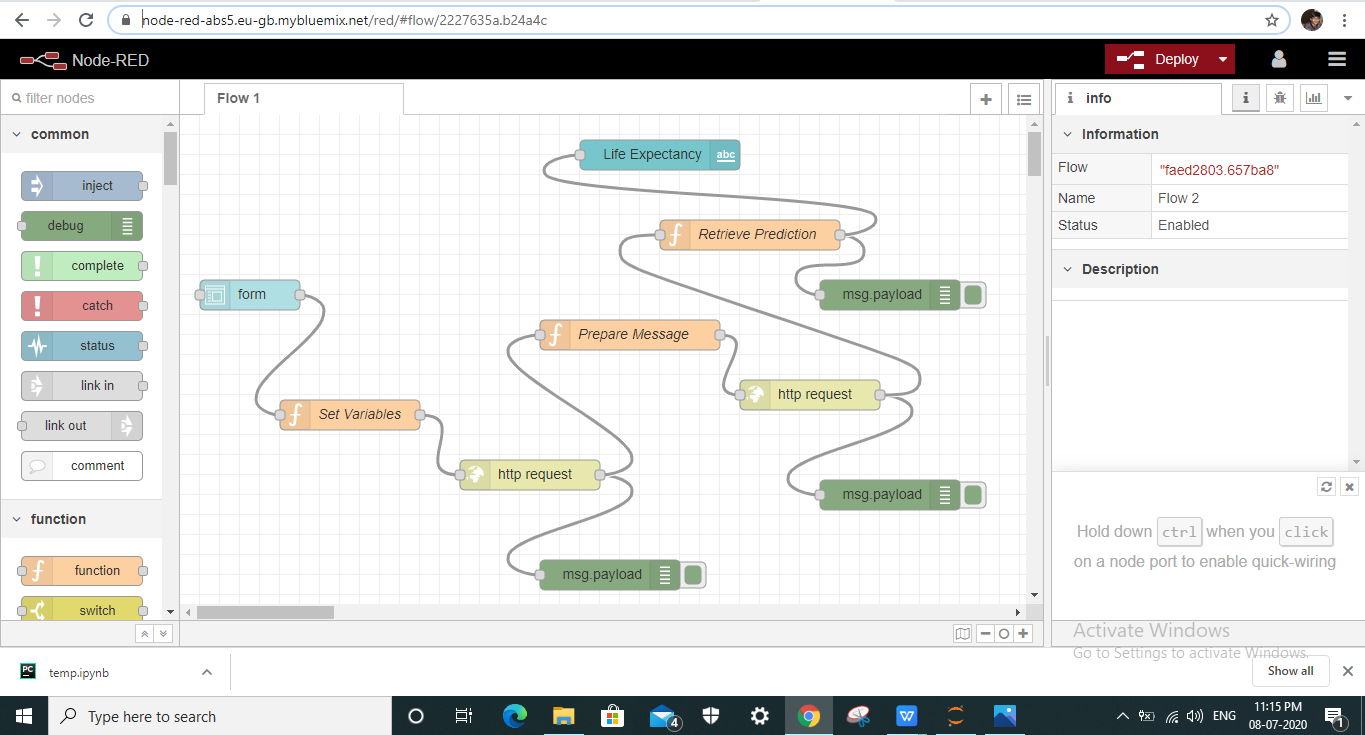 node-red-abs5.eu-gb.mybluemix.net/red/#flow/2227635a.b24a4c
Node-RED
Deploy
filter nodes
Flow 1
i info
i
common
inject
debug
complete
catch
status
link in
link out
comment
function
function
switch
Life Expectancy abc
Retrieve Prediction
msg.payload
form
Prepare Message
http request
Set Variables
http request
msg.payload
msg.payload
Information
Flow "faed2803.657ba8"
Name Flow 2
Status Enabled
Description
Hold down ctrl when you click
on a node port to enable quick-wiring
Activate Windows
Go to Settings to activate Windows.
PC temp.ipynb
Show all
Type here to search
4
W
ENG
11:15 PM
08-07-2020
1